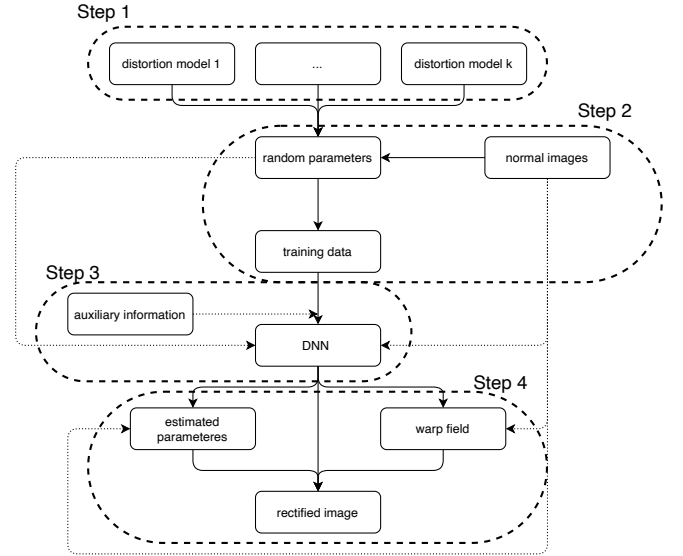 Step 1
distortion model 1
...
distortion model k
Step 2
random parameters
normal images
training data
Step 3
auxiliary information
DNN
Step 4
estimated
parameteres
warp field
rectified image